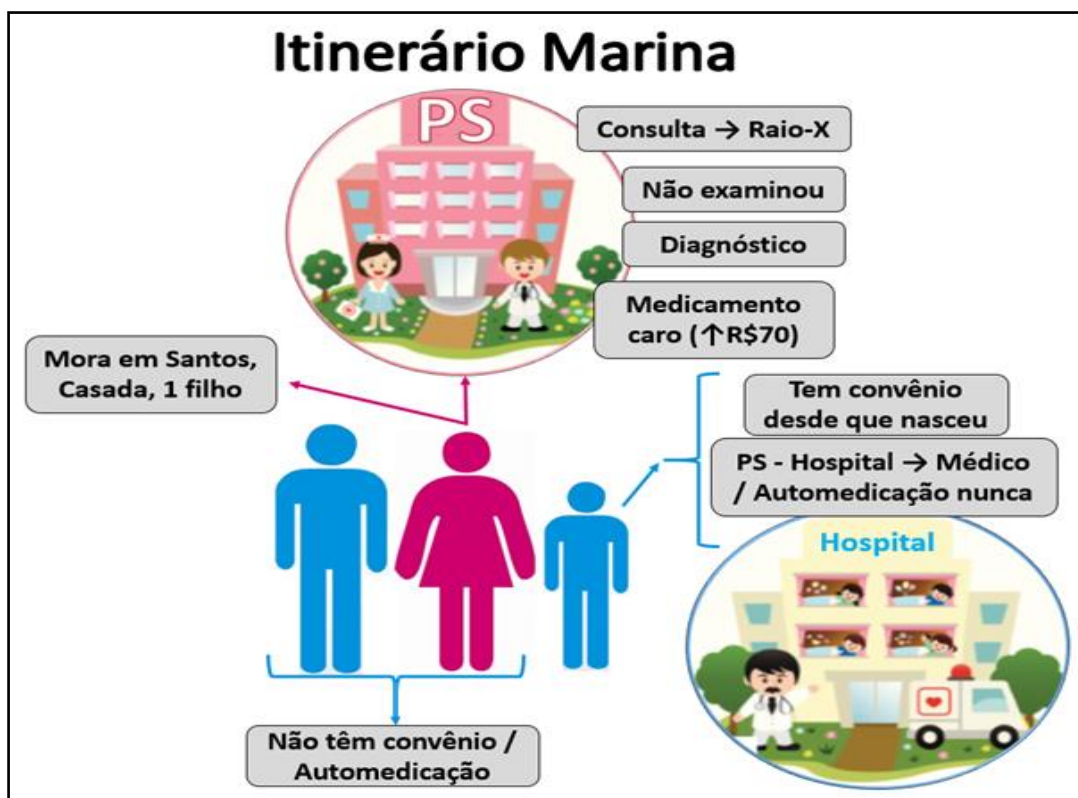 Itinerário Marina
PS
Consulta → Raio-X
Não examinou
Diagnóstico
Medicamento
caro (↑R$70)
Mora em Santos,
Casada, 1 filho
Tem convênio
desde que nasceu
PS - Hospital → Médico
/ Automedicação nunca
Hospital
Não têm convênio /
Automedicação